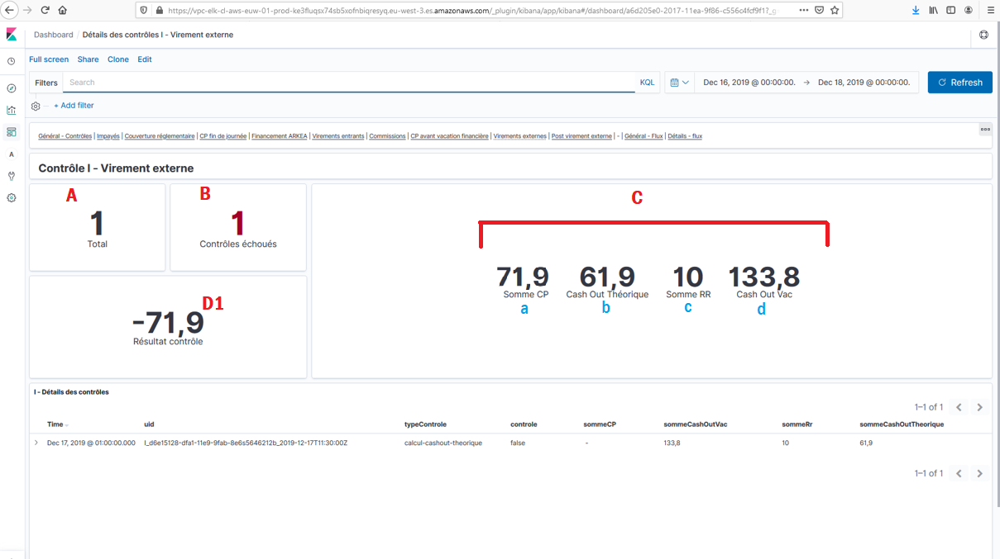 https://vpc-elk-cl-aws-euw-01-prod-ke3fluqsx74sb5xofnbiqresyq.eu-west-3.es.amazonaws.com/_plugin/kibana/app/kibana#/dashboard/a6d205e0-2017-11ea-9f86-c556c4fcf9f1?_g
Dashboard / Détails des contrôles I - Virement externe
Full screen Share Clone Edit
Filters Search KQL Dec 16, 2019 @ 00:00:00. → Dec 18, 2019 @ 00:00:00. Refresh
+ Add filter
Général - Contrôles | Impayés | Couverture réglementaire | CP fin de journée | Financement ARKEA | Virements entrants | Commissions | CP avant vacation financière | Virements externes | Post virement externe | - | Général - Flux | Détails - flux
A
Contrôle I - Virement externe
A B C
1 1
Total Contrôles échoués
71,9 61,9 10 133,8
Somme CP Cash Out Théorique Somme RR Cash Out Vac
a b c d
D1
-71,9
Résultat contrôle
I - Détails des contrôles
1–1 of 1
Time uid typeControle controle sommeCP sommeCashOutVac sommeRr sommeCashOutTheorique
Dec 17, 2019 @ 01:00:00.000 I_d6e15128-dfa1-11e9-9fab-8e6s5646212b_2019-12-17T11:30:00Z calcul-cashout-theorique false - 133,8 10 61,9
1–1 of 1